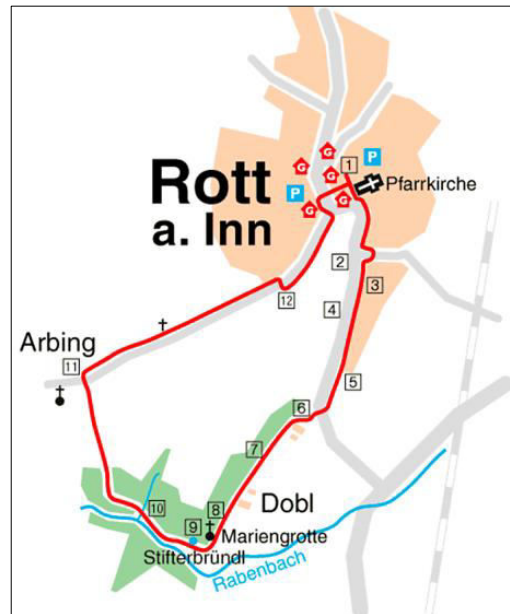 G
G
G
G
G
1
P
P
Pfarrkirche
Rott
a. Inn
2
3
4
12
Arbing
11
5
6
7
Dobl
8
9
10
Mariengrotte
Stifterbründl
Rabenbach